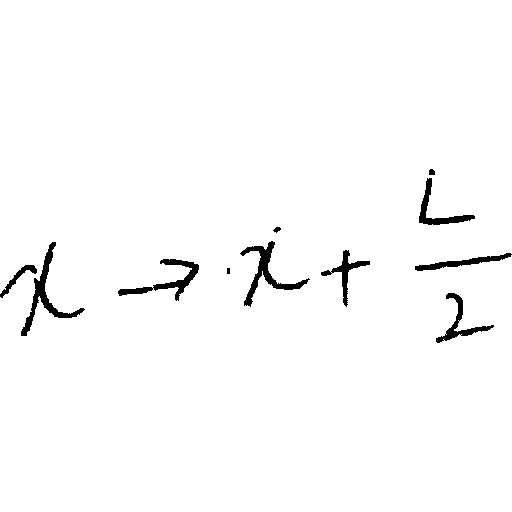 x → x + L/2